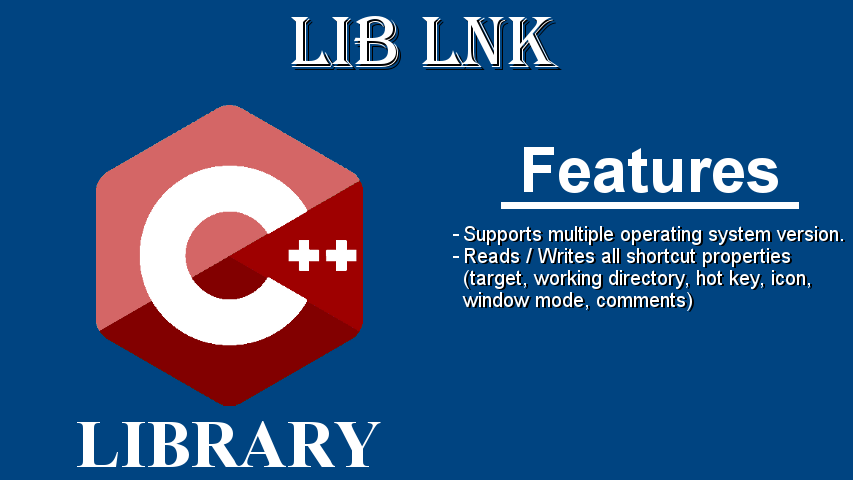 LIB LNK
C++
LIBRARY
Features
- Supports multiple operating system version.
- Reads / Writes all shortcut properties
(target, working directory, hot key, icon,
window mode, comments)